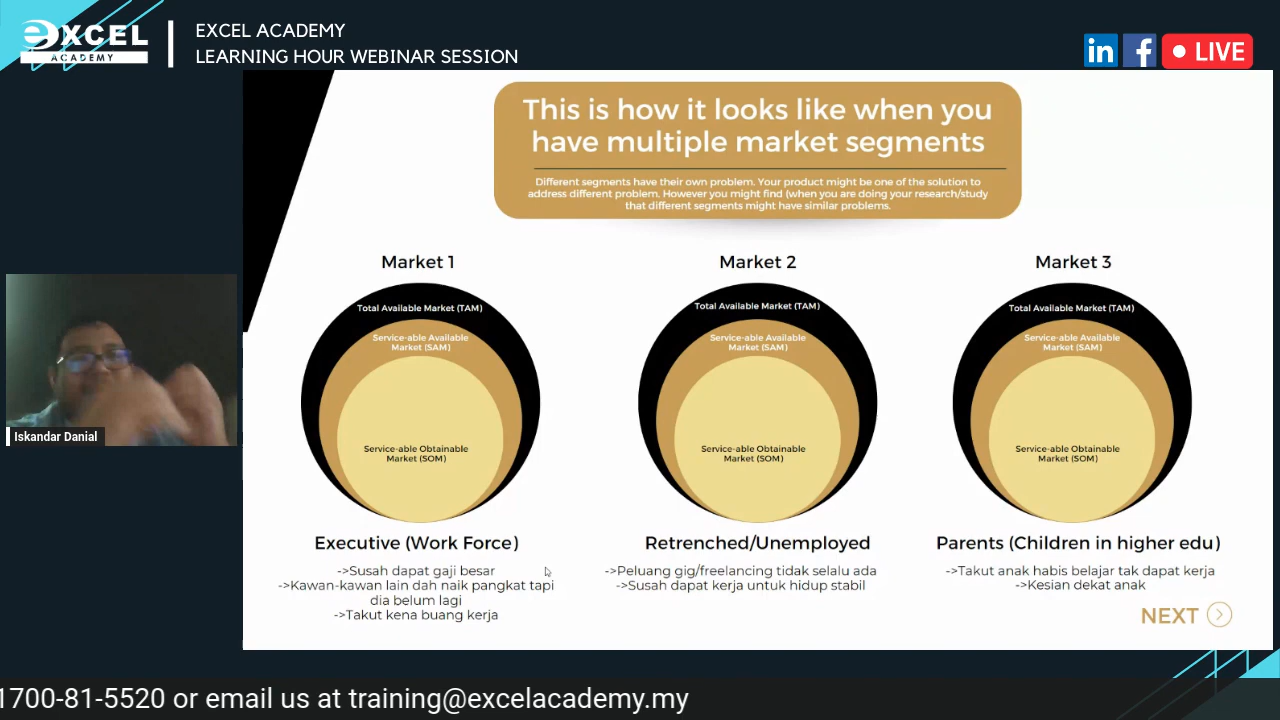 eXCEL
ACADEMY
EXCEL ACADEMY
LEARNING HOUR WEBINAR SESSION
in
f
LIVE
This is how it looks like when you
have multiple market segments
Different segments have their own problem. Your product might be one of the solution to
address different problem. However you might find (when you are doing your research/study
that different segments might have similar problems.
Market 1
Total Available Market (TAM)
Service-able Available
Market (SAM)
Service-able Obtainable
Market (SOM)
Executive (Work Force)
->Susah dapat gaji besar
->Kawan-kawan lain dah naik pangkat tapi
dia belum lagi
->Takut kena buang kerja
Market 2
Total Available Market (TAM)
Service-able Available
Market (SAM)
Service-able Obtainable
Market (SOM)
Retrenched/Unemployed
->Peluang gig/freelancing tidak selalu ada
->Susah dapat kerja untuk hidup stabil
Market 3
Total Available Market (TAM)
Service-able Available
Market (SAM)
Service-able Obtainable
Market (SOM)
Parents (Children in higher edu)
->Takut anak habis belajar tak dapat kerja
->Kesian dekat anak
NEXT
Iskandar Danial
1700-81-5520 or email us at training@excelacademy.my